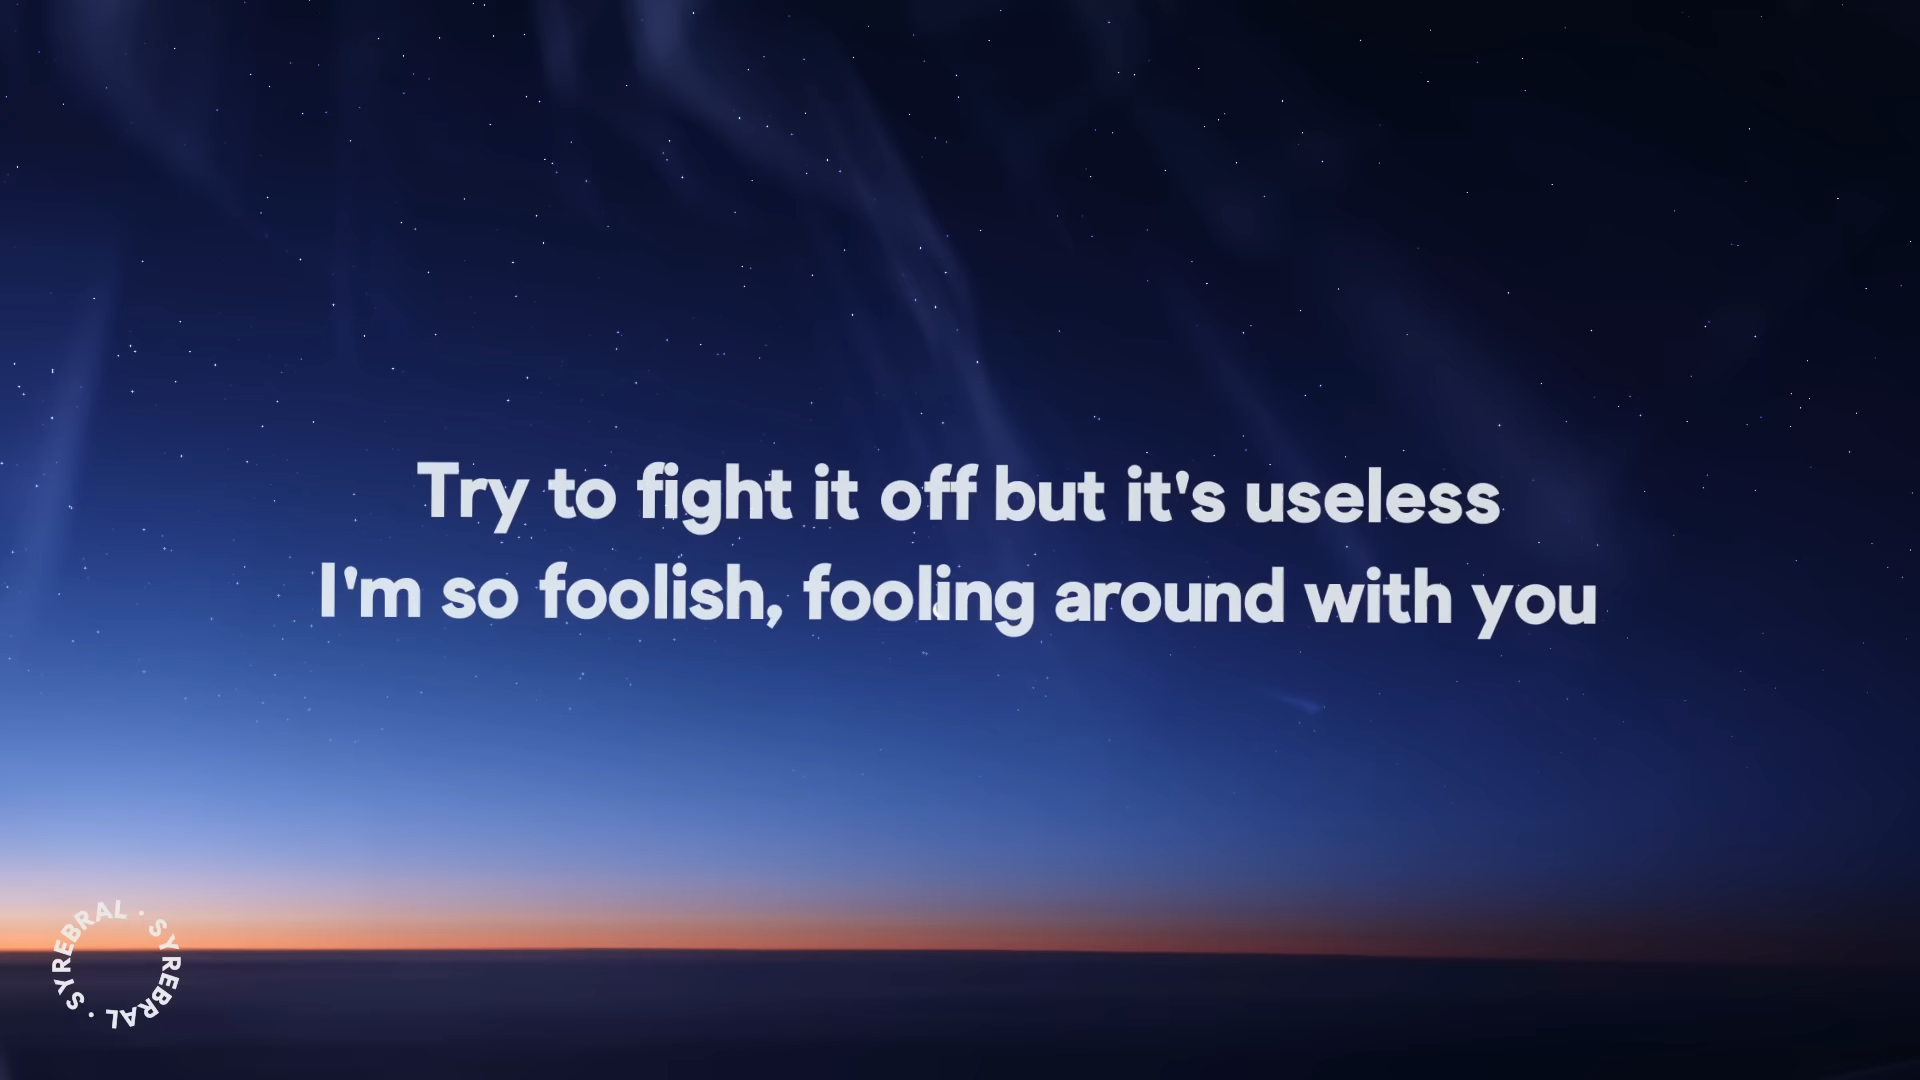 Try to fight it off but it's useless
I'm so foolish, fooling around with you
SYREBRAL · SYREBRAL ·